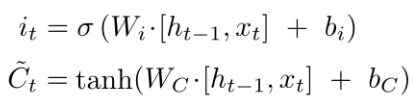 i_t = σ (W_i·[h_{t−1}, x_t] + b_i)
C̃_t = tanh(W_C·[h_{t−1}, x_t] + b_C)